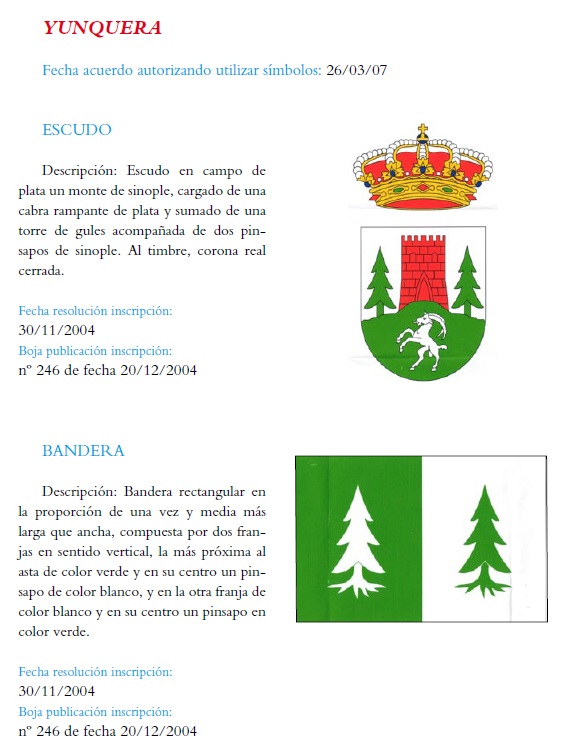 YUNQUERA
Fecha acuerdo autorizando utilizar símbolos: 26/03/07
ESCUDO
Descripción: Escudo en campo de
plata un monte de sinople, cargado de una
cabra rampante de plata y sumado de una
torre de gules acompañada de dos pin-
sapos de sinople. Al timbre, corona real
cerrada.
Fecha resolución inscripción:
30/11/2004
Boja publicación inscripción:
nº 246 de fecha 20/12/2004
BANDERA
Descripción: Bandera rectangular en
la proporción de una vez y media más
larga que ancha, compuesta por dos fran-
jas en sentido vertical, la más próxima al
asta de color verde y en su centro un pin-
sapo de color blanco, y en la otra franja de
color blanco y en su centro un pinsapo en
color verde.
Fecha resolución inscripción:
30/11/2004
Boja publicación inscripción:
nº 246 de fecha 20/12/2004